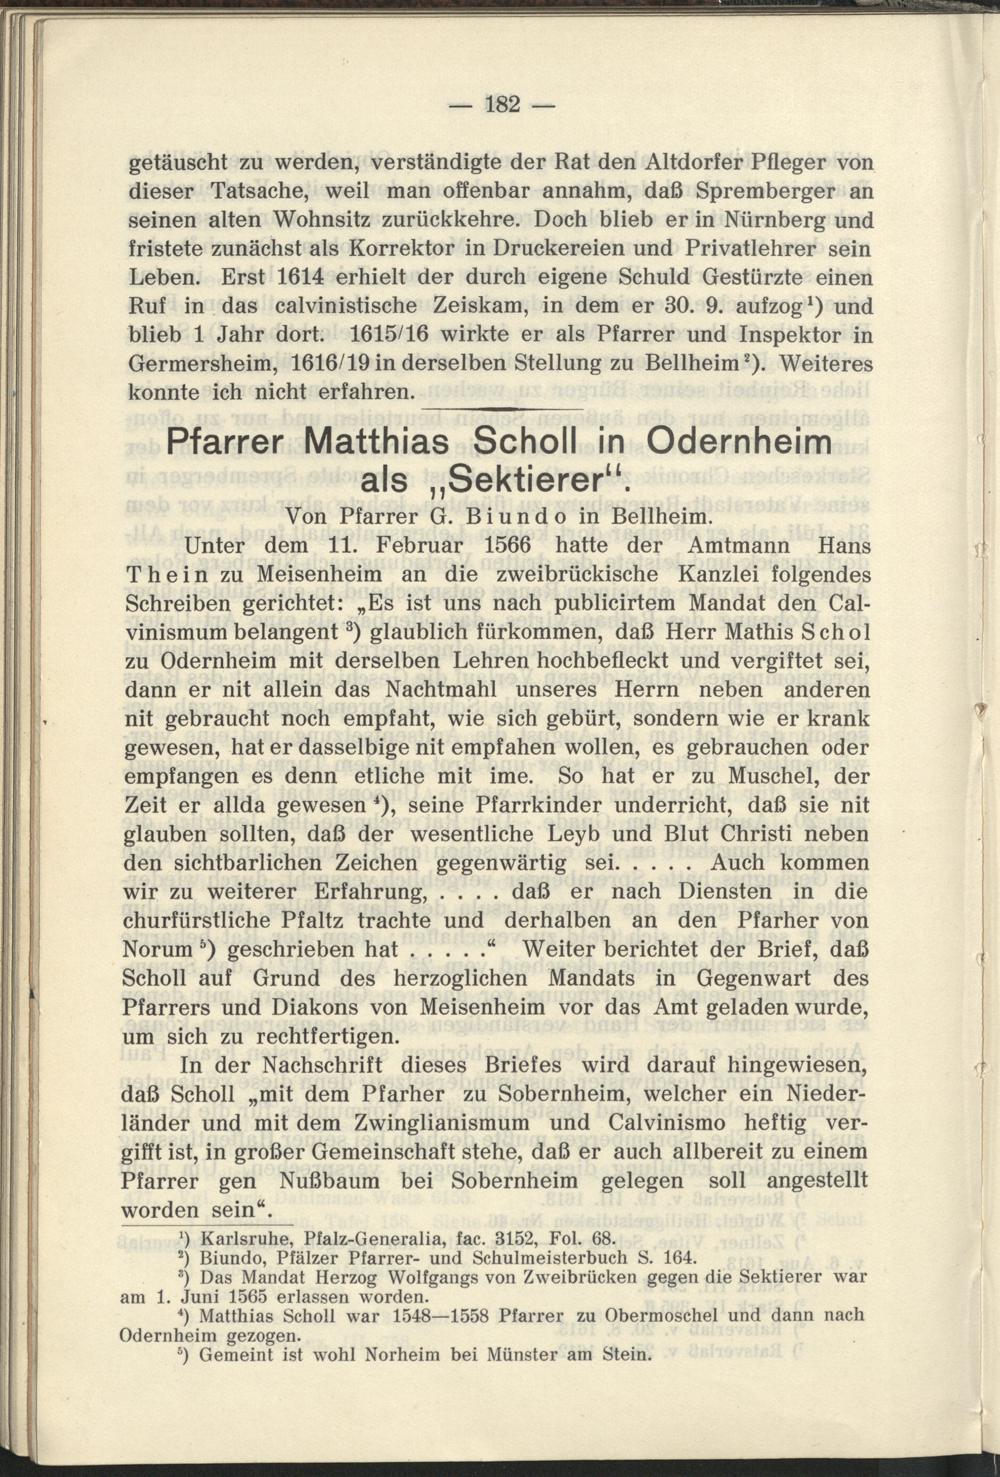 — 182 —
getäuscht zu werden, verständigte der Rat den Altdorfer Pfleger von
dieser Tatsache, weil man offenbar annahm, daß Spremberger an
seinen alten Wohnsitz zurückkehre. Doch blieb er in Nürnberg und
fristete zunächst als Korrektor in Druckereien und Privatlehrer sein
Leben. Erst 1614 erhielt der durch eigene Schuld Gestürzte einen
Ruf in das calvinistische Zeiskam, in dem er 30. 9. aufzog ¹) und
blieb 1 Jahr dort. 1615/16 wirkte er als Pfarrer und Inspektor in
Germersheim, 1616/19 in derselben Stellung zu Bellheim ²). Weiteres
konnte ich nicht erfahren.
Pfarrer Matthias Scholl in Odernheim
als „Sektierer“.
Von Pfarrer G. Biundo in Bellheim.
Unter dem 11. Februar 1566 hatte der Amtmann Hans
Thein zu Meisenheim an die zweibrückische Kanzlei folgendes
Schreiben gerichtet: „Es ist uns nach publicirtem Mandat den Cal-
vinismum belangent ³) glaublich fürkommen, daß Herr Mathis Schol
zu Odernheim mit derselben Lehren hochbefleckt und vergiftet sei,
dann er nit allein das Nachtmahl unseres Herrn neben anderen
nit gebraucht noch empfaht, wie sich gebürt, sondern wie er krank
gewesen, hat er dasselbige nit empfahen wollen, es gebrauchen oder
empfangen es denn etliche mit ime. So hat er zu Muschel, der
Zeit er allda gewesen ⁴), seine Pfarrkinder underricht, daß sie nit
glauben sollten, daß der wesentliche Leyb und Blut Christi neben
den sichtbarlichen Zeichen gegenwärtig sei. . . . . Auch kommen
wir zu weiterer Erfahrung, . . . . daß er nach Diensten in die
churfürstliche Pfaltz trachte und derhalben an den Pfarher von
Norum ⁵) geschrieben hat . . . . .“ Weiter berichtet der Brief, daß
Scholl auf Grund des herzoglichen Mandats in Gegenwart des
Pfarrers und Diakons von Meisenheim vor das Amt geladen wurde,
um sich zu rechtfertigen.
In der Nachschrift dieses Briefes wird darauf hingewiesen,
daß Scholl „mit dem Pfarher zu Sobernheim, welcher ein Nieder-
länder und mit dem Zwinglianismum und Calvinismo heftig ver-
gifft ist, in großer Gemeinschaft stehe, daß er auch allbereit zu einem
Pfarrer gen Nußbaum bei Sobernheim gelegen soll angestellt
worden sein“.
¹) Karlsruhe, Pfalz-Generalia, fac. 3152, Fol. 68.
²) Biundo, Pfälzer Pfarrer- und Schulmeisterbuch S. 164.
³) Das Mandat Herzog Wolfgangs von Zweibrücken gegen die Sektierer war
am 1. Juni 1565 erlassen worden.
⁴) Matthias Scholl war 1548—1558 Pfarrer zu Obermoschel und dann nach
Odernheim gezogen.
⁵) Gemeint ist wohl Norheim bei Münster am Stein.